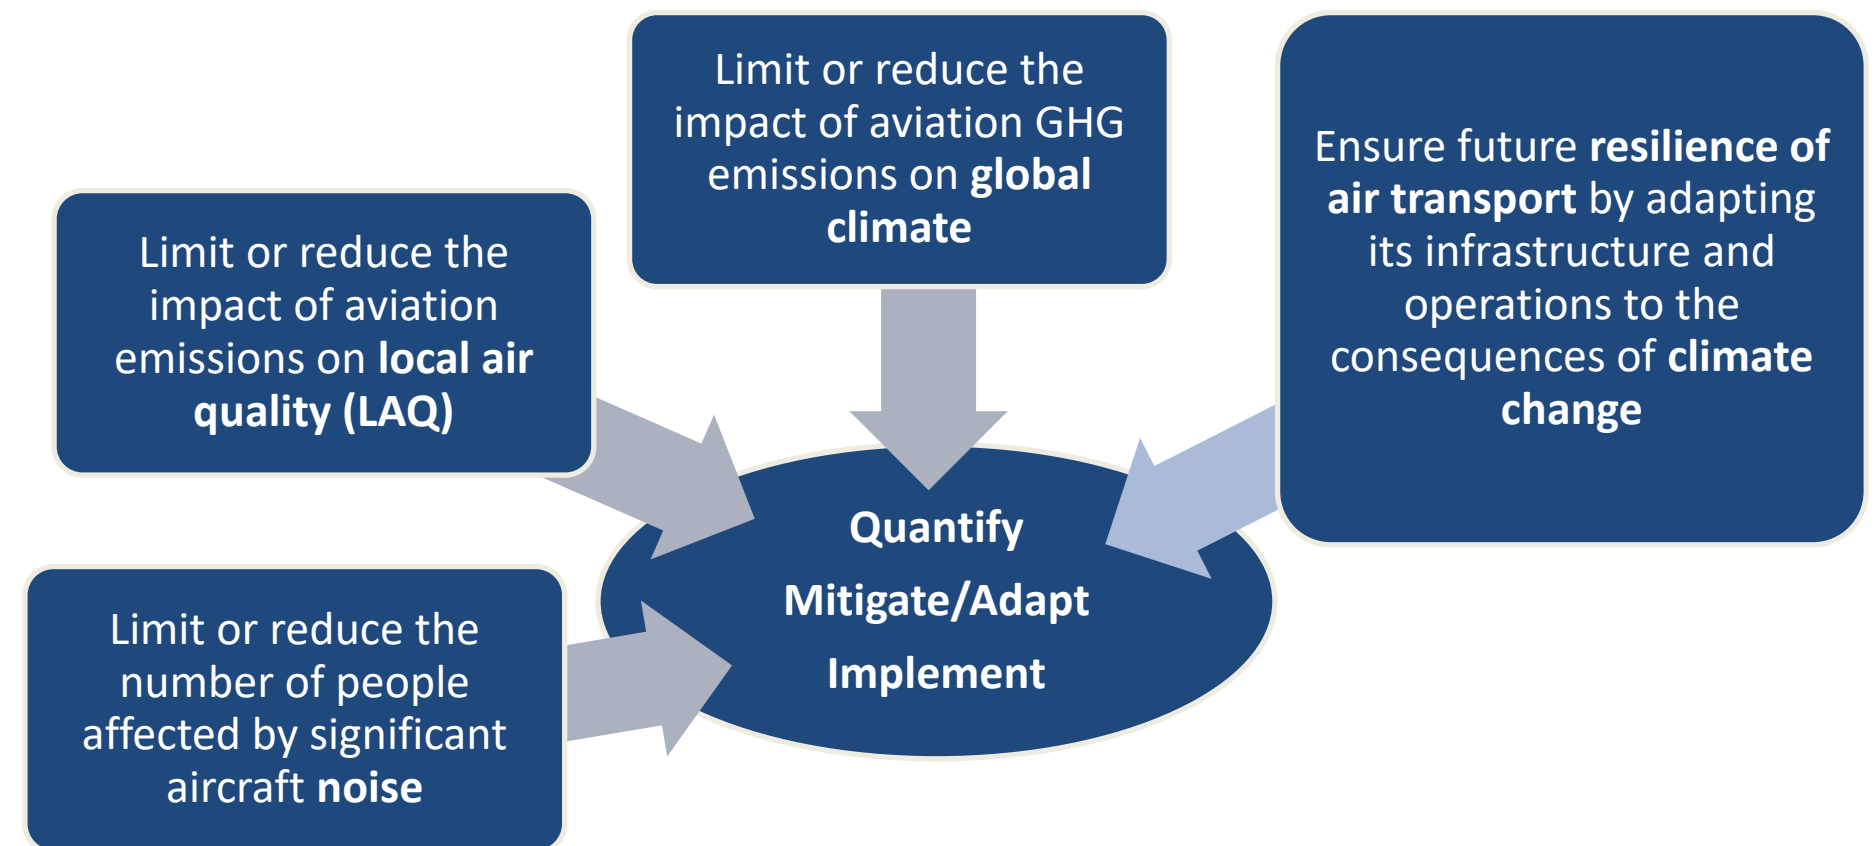 Limit or reduce the
impact of aviation GHG
emissions on global
climate
Ensure future resilience of
air transport by adapting
its infrastructure and
operations to the
consequences of climate
change
Limit or reduce the
impact of aviation
emissions on local air
quality (LAQ)
Limit or reduce the
number of people
affected by significant
aircraft noise
Quantify
Mitigate/Adapt
Implement